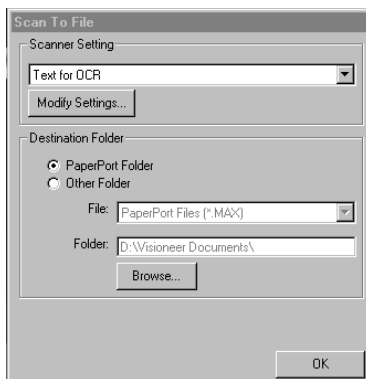 Scan To File
Scanner Setting
Text for OCR
Modify Settings...
Destination Folder
PaperPort Folder
Other Folder
File: PaperPort Files (*.MAX)
Folder: D:\Visioneer Documents\
Browse...
OK